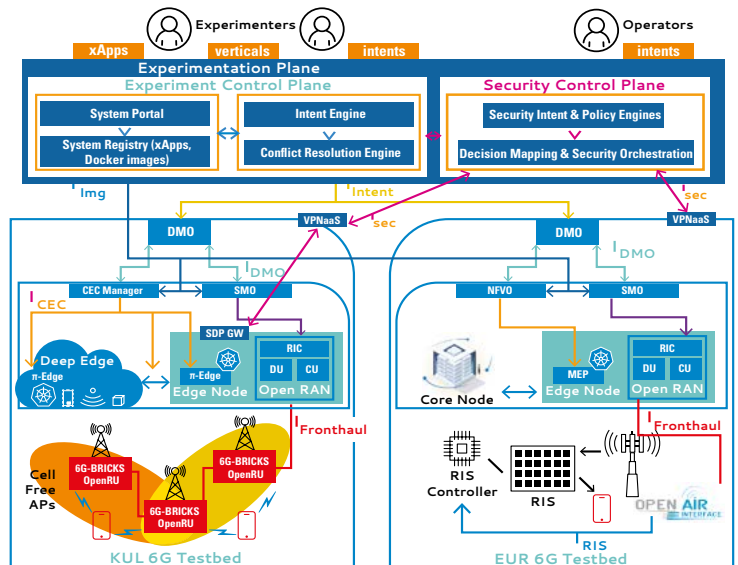 Experimenters
Operators
xApps
verticals
intents
intents
Experimentation Plane
Experiment Control Plane
Security Control Plane
System Portal
System Registry (xApps,
Docker images)
Intent Engine
Conflict Resolution Engine
Security Intent & Policy Engines
Decision Mapping & Security Orchestration
I Img
I Intent
I sec
I sec
VPNaaS
VPNaaS
DMO
DMO
I DMO
I DMO
CEC Manager
SMO
NFVO
SMO
I CEC
SDP GW
Deep Edge
π-Edge
π-Edge
Edge Node
RIC
DU
CU
Open RAN
Core Node
MEP
Edge Node
RIC
DU
CU
Open RAN
I Fronthaul
I Fronthaul
Cell
Free
APs
6G-BRICKS
OpenRU
6G-BRICKS
OpenRU
6G-BRICKS
OpenRU
RIS
Controller
RIS
OPEN AIR
INTERFACE
I RIS
KUL 6G Testbed
EUR 6G Testbed